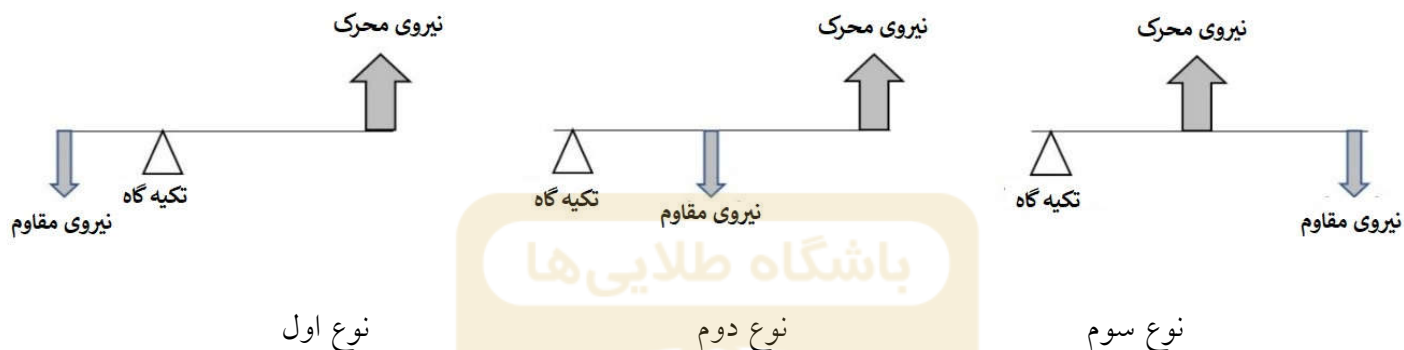 نیروی محرک
تکیه گاه
نیروی مقاوم
نیروی محرک
تکیه گاه
نیروی مقاوم
نیروی محرک
تکیه گاه
نیروی مقاوم
باشگاه طلایی‌ها
نوع سوم
نوع دوم
نوع اول